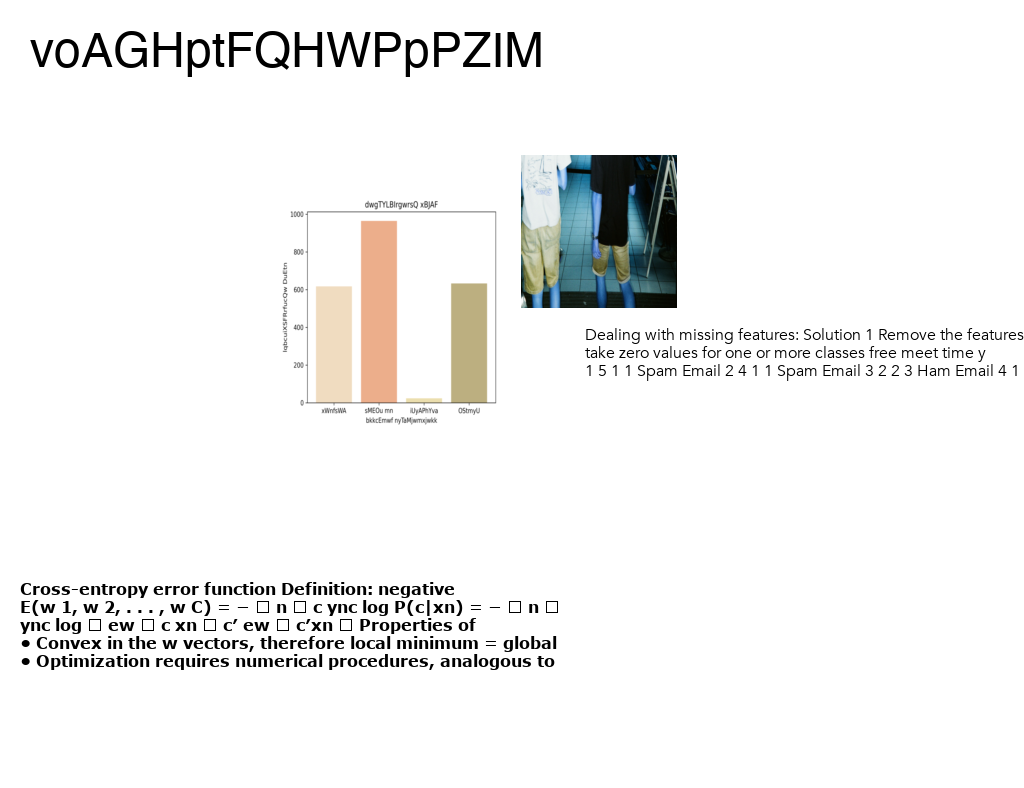 voAGHptFQHWPpPZIM
dwgTYLBIrgwrsQ xBJAF
1000
800
600
400
200
0
xWnfsWA sMEOu mn iUyAPhYva OStmyU
bkkcEmwf nyTaMjwmxjwkk
Dealing with missing features: Solution 1 Remove the features
take zero values for one or more classes free meet time y
1 5 1 1 Spam Email 2 4 1 1 Spam Email 3 2 2 3 Ham Email 4 1
Cross-entropy error function Definition: negative
E(w 1, w 2, . . . , w C) = − □ n □ c ync log P(c|xn) = − □ n □
ync log □ ew □ c xn □ c′ ew □ c′xn □ Properties of
● Convex in the w vectors, therefore local minimum = global
● Optimization requires numerical procedures, analogous to